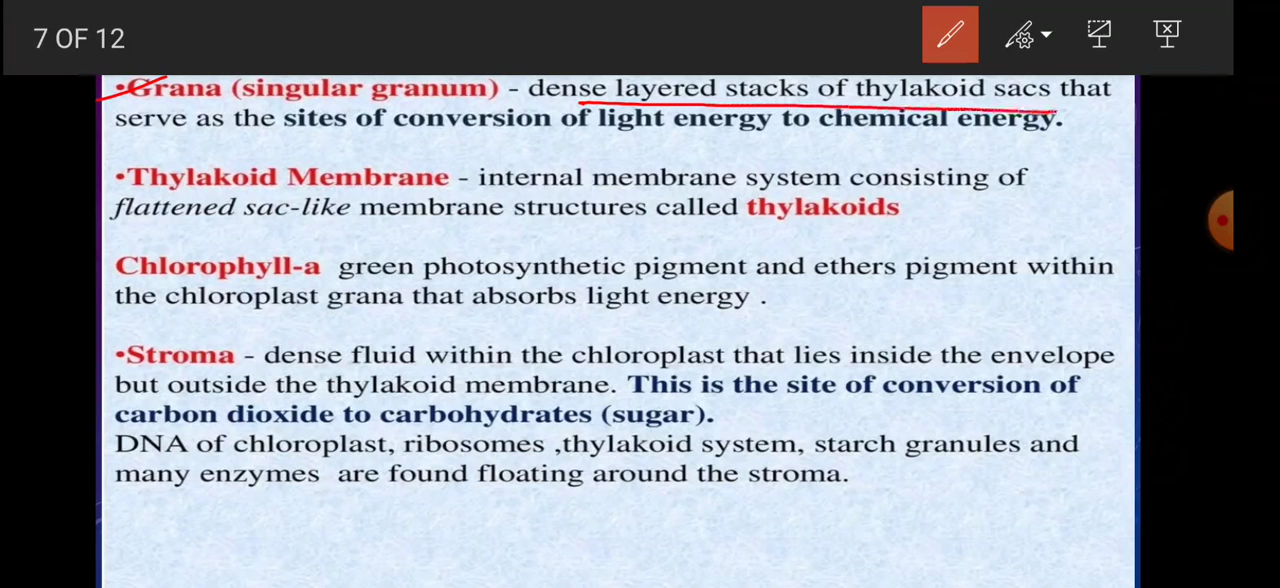 7 OF 12
•Grana (singular granum) - dense layered stacks of thylakoid sacs that
serve as the sites of conversion of light energy to chemical energy.
•Thylakoid Membrane - internal membrane system consisting of
flattened sac-like membrane structures called thylakoids
Chlorophyll-a green photosynthetic pigment and ethers pigment within
the chloroplast grana that absorbs light energy .
•Stroma - dense fluid within the chloroplast that lies inside the envelope
but outside the thylakoid membrane. This is the site of conversion of
carbon dioxide to carbohydrates (sugar).
DNA of chloroplast, ribosomes ,thylakoid system, starch granules and
many enzymes are found floating around the stroma.